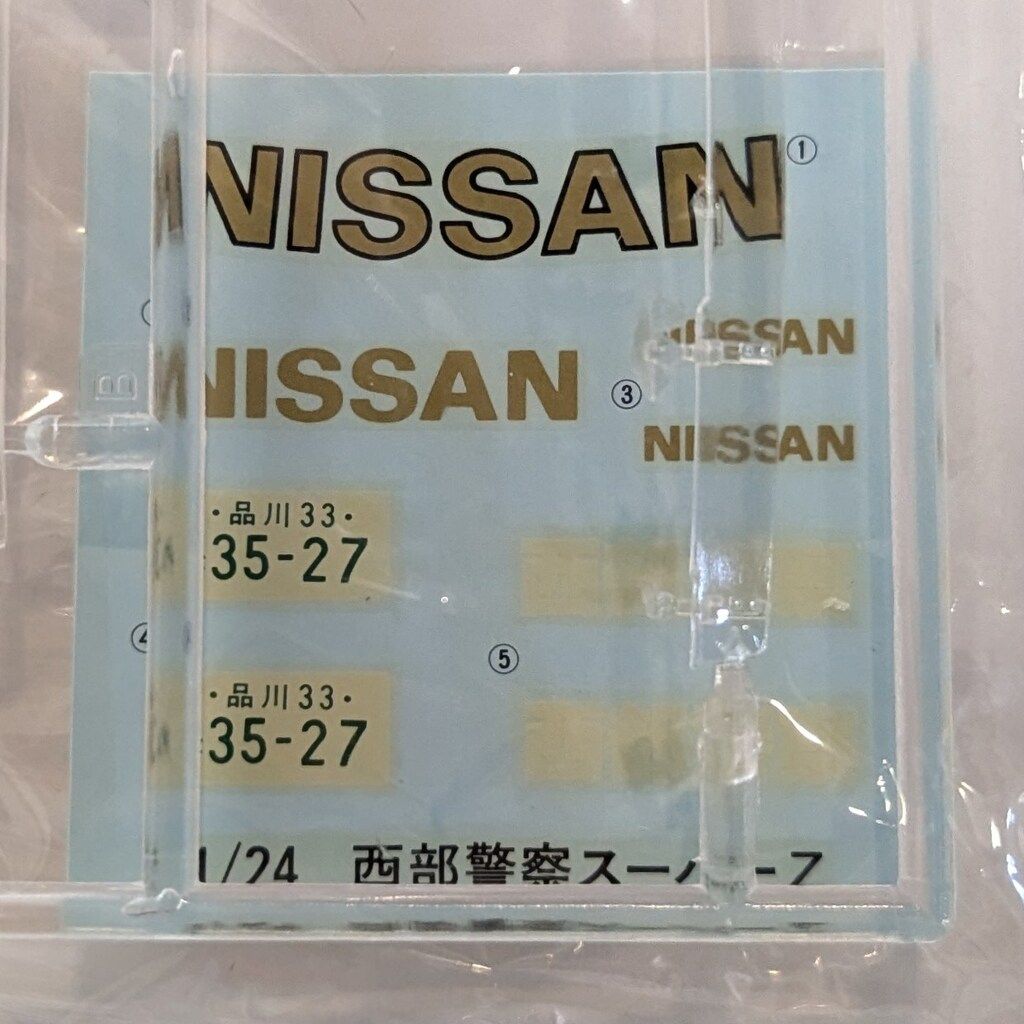 NISSAN ①
NISSAN
NISSAN
③
NISSAN
・品川33・
35-27
④
⑤
・品川33・
35-27
1/24 西部警察スーパーZ
B